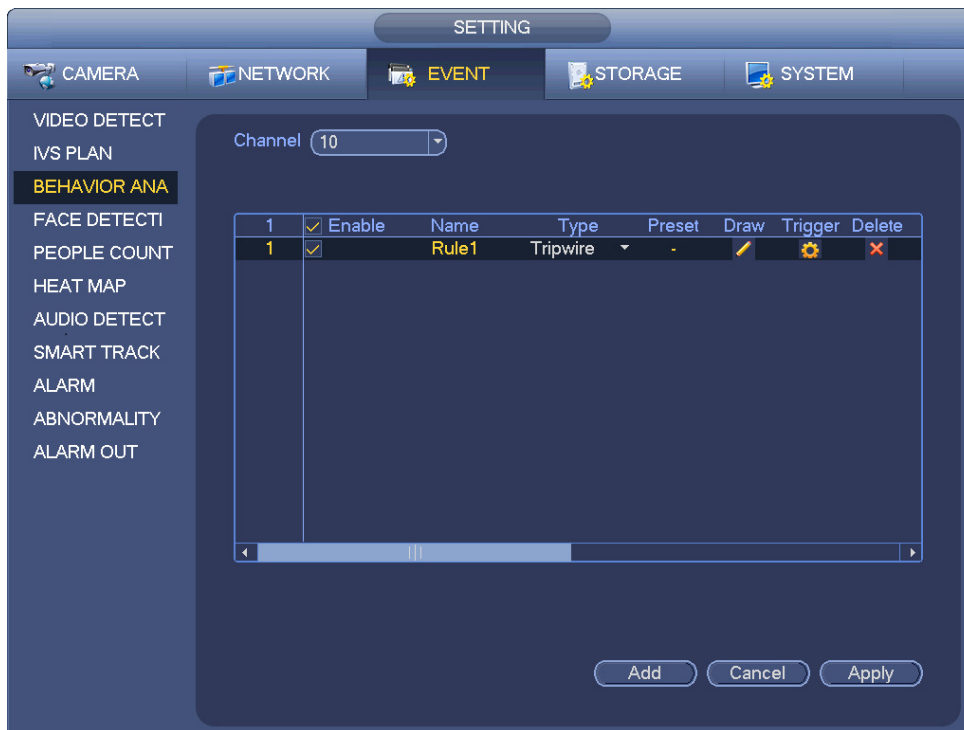 SETTING
CAMERA NETWORK EVENT STORAGE SYSTEM
VIDEO DETECT
IVS PLAN
BEHAVIOR ANA
FACE DETECTI
PEOPLE COUNT
HEAT MAP
AUDIO DETECT
SMART TRACK
ALARM
ABNORMALITY
ALARM OUT
Channel 10
1 Enable Name Type Preset Draw Trigger Delete
1 Rule1 Tripwire -
Add Cancel Apply